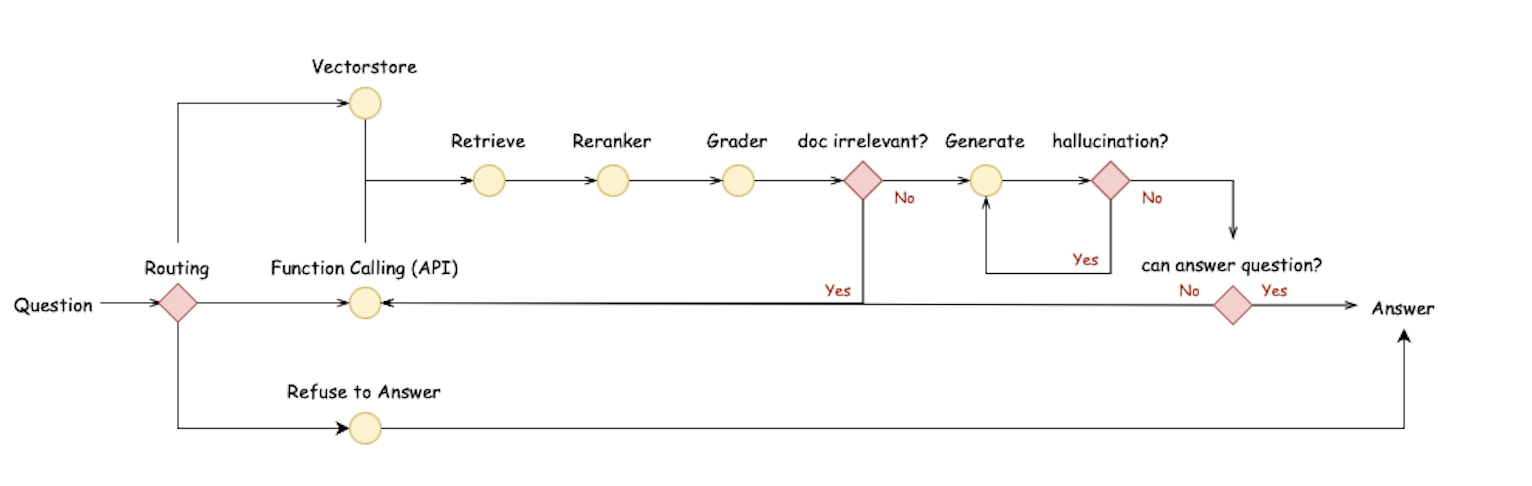 Vectorstore
Retrieve
Reranker
Grader
doc irrelevant?
Generate
hallucination?
No
No
Yes
Routing
Function Calling (API)
can answer question?
Question
Yes
No
Yes
Answer
Refuse to Answer